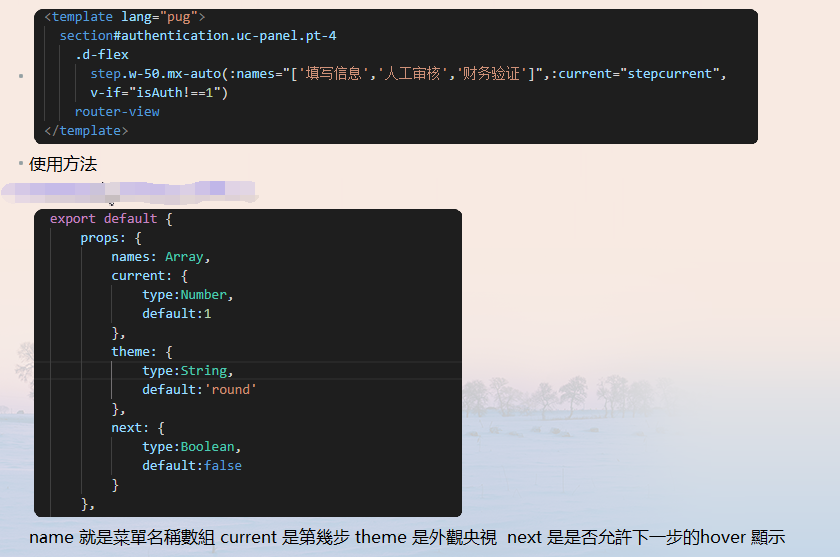 <template lang="pug">
section#authentication.uc-panel.pt-4
.d-flex
step.w-50.mx-auto(:names="['填写信息','人工审核','财务验证']",:current="stepcurrent",
v-if="isAuth!==1")
router-view
</template>
使用方法
export default {
props: {
names: Array,
current: {
type:Number,
default:1
},
theme: {
type:String,
default:'round'
},
next: {
type:Boolean,
default:false
}
},
name 就是菜單名稱數組 current 是第幾步 theme 是外觀央視 next 是是否允許下一步的hover 顯示